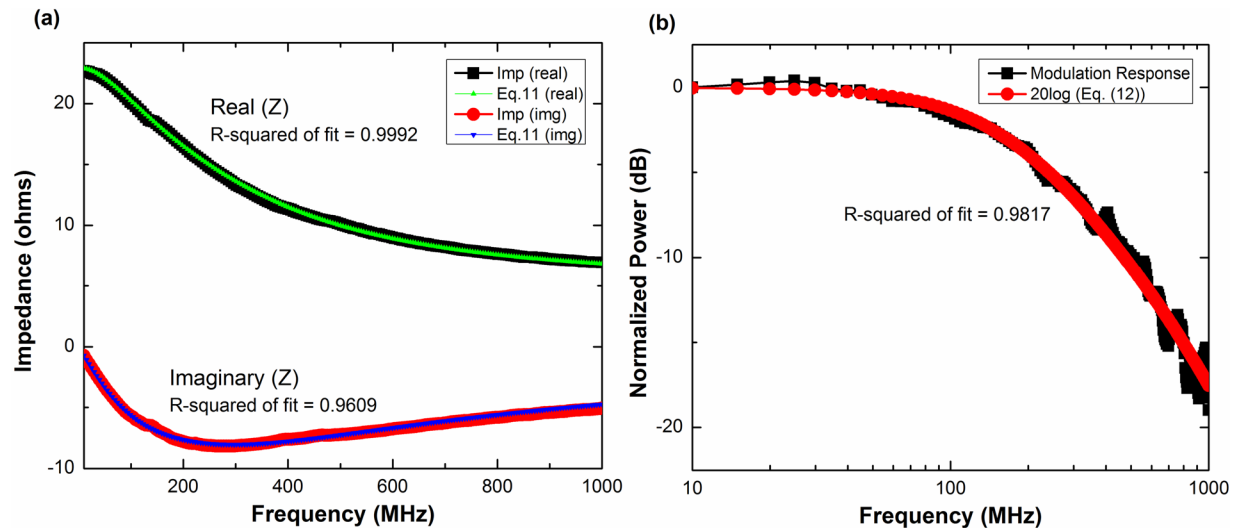 (a)
Impedance (ohms)
20
10
0
-10
Imp (real)
Eq.11 (real)
Imp (img)
Eq.11 (img)
Real (Z)
R-squared of fit = 0.9992
Imaginary (Z)
R-squared of fit = 0.9609
200
400
600
800
1000
Frequency (MHz)
(b)
Normalized Power (dB)
0
-10
-20
Modulation Response
20log (Eq. (12))
R-squared of fit = 0.9817
10
100
1000
Frequency (MHz)